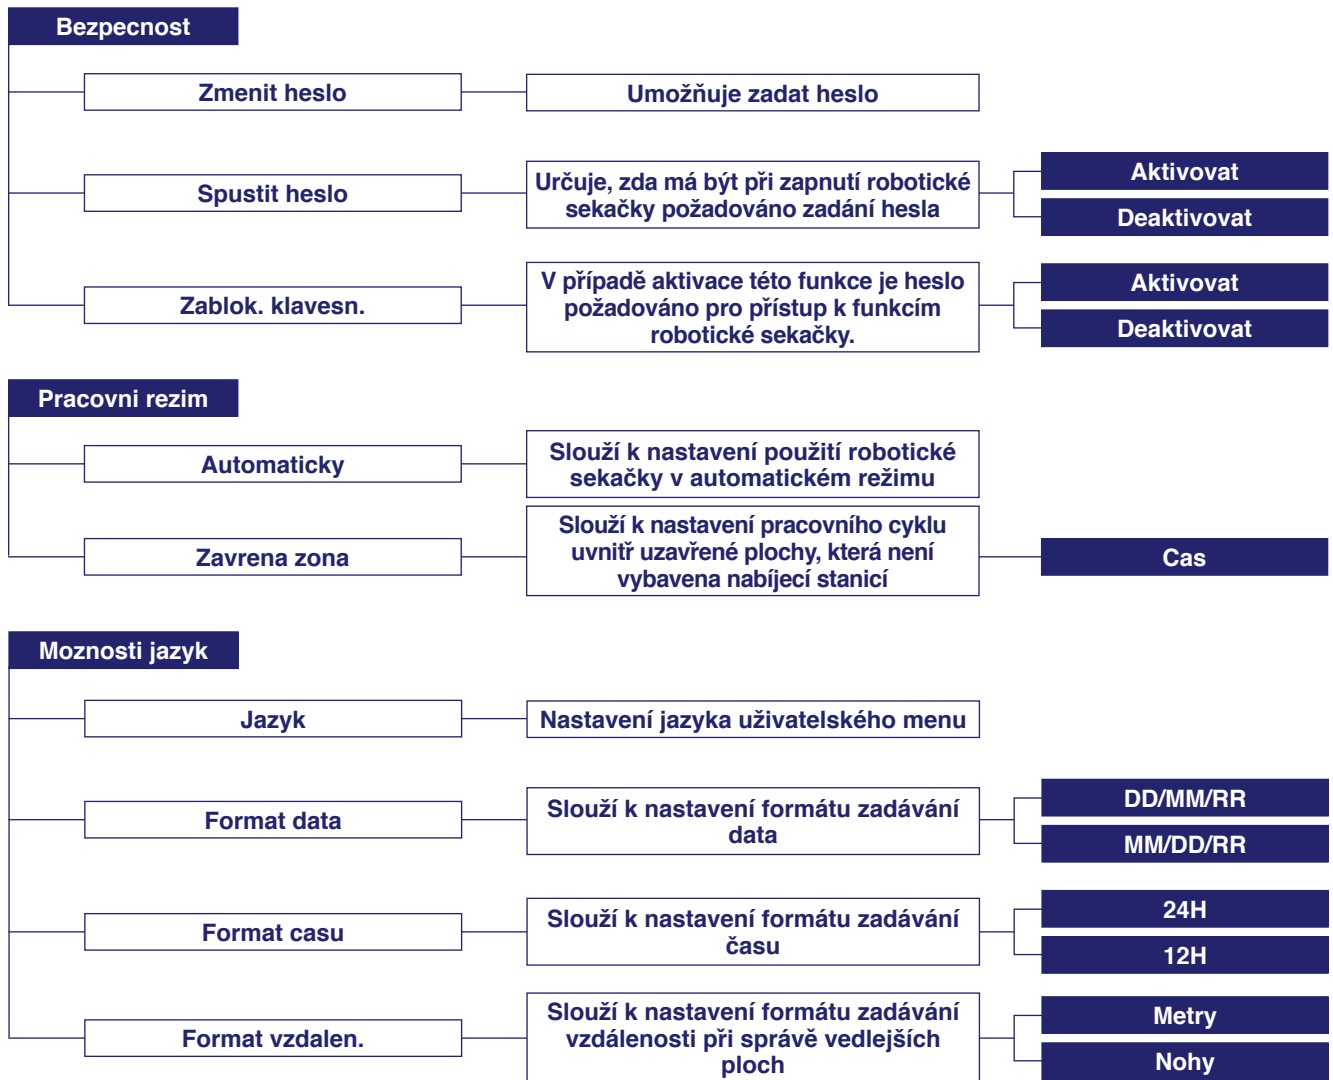 Bezpecnost
Zmenit heslo
Umožňuje zadat heslo
Spustit heslo
Určuje, zda má být při zapnutí robotické
sekačky požadováno zadání hesla
Aktivovat
Deaktivovat
Zablok. klavesn.
V případě aktivace této funkce je heslo
požadováno pro přístup k funkcím
robotické sekačky.
Aktivovat
Deaktivovat
Pracovni rezim
Automaticky
Slouží k nastavení použití robotické
sekačky v automatickém režimu
Zavrena zona
Slouží k nastavení pracovního cyklu
uvnitř uzavřené plochy, která není
vybavena nabíjecí stanicí
Cas
Moznosti jazyk
Jazyk
Nastavení jazyka uživatelského menu
Format data
Slouží k nastavení formátu zadávání
data
DD/MM/RR
MM/DD/RR
Format casu
Slouží k nastavení formátu zadávání
času
24H
12H
Format vzdalen.
Slouží k nastavení formátu zadávání
vzdálenosti při správě vedlejších
ploch
Metry
Nohy